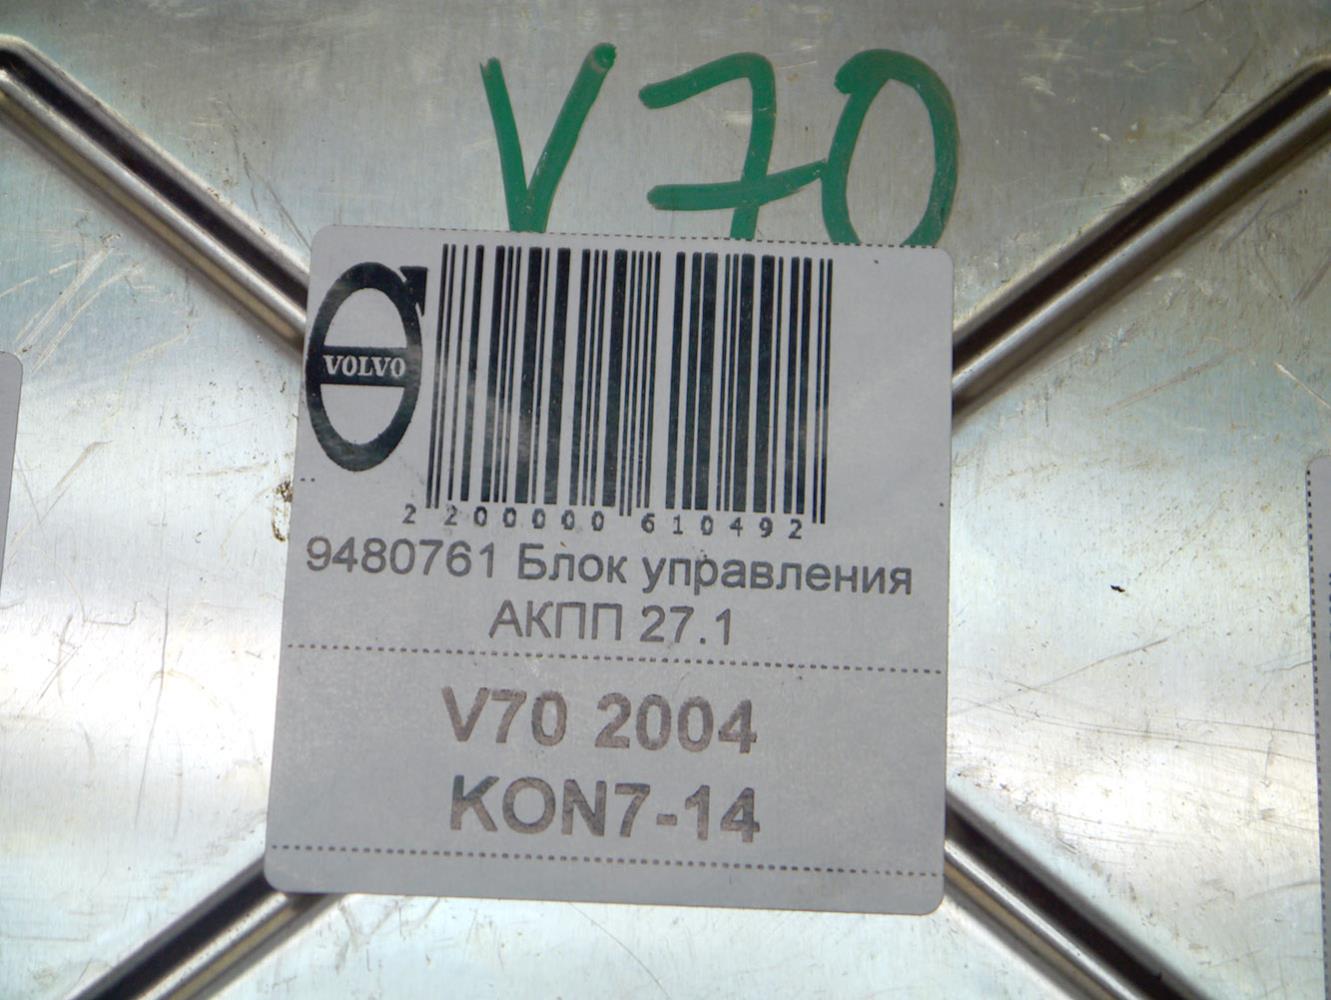 V70
VOLVO
2 200000 610492
9480761 Блок управления
АКПП 27.1
V70 2004
KON7-14